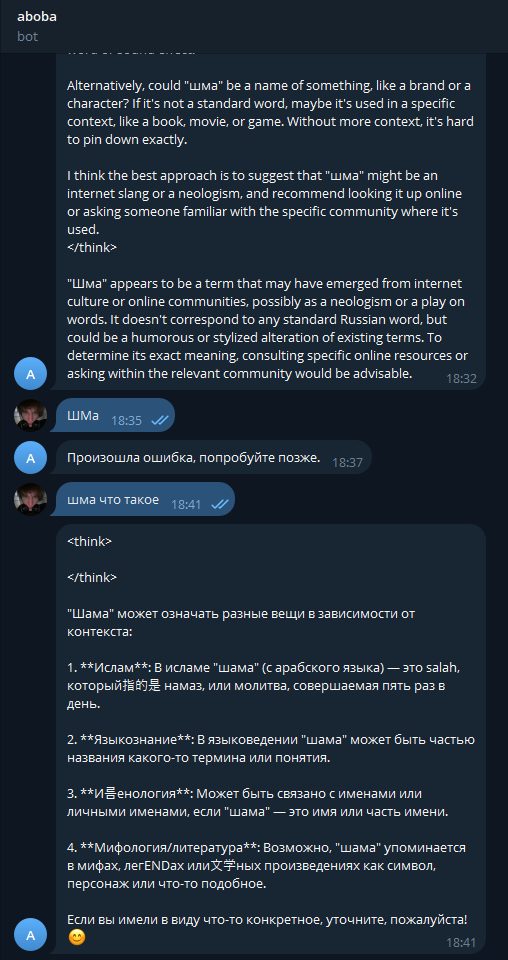 aboba
bot
Alternatively, could "шма" be a name of something, like a brand or a
character? If it's not a standard word, maybe it's used in a specific
context, like a book, movie, or game. Without more context, it's hard
to pin down exactly.
I think the best approach is to suggest that "шма" might be an
internet slang or a neologism, and recommend looking it up online
or asking someone familiar with the specific community where it's
used.
</think>
"Шма" appears to be a term that may have emerged from internet
culture or online communities, possibly as a neologism or a play on
words. It doesn't correspond to any standard Russian word, but
could be a humorous or stylized alteration of existing terms. To
determine its exact meaning, consulting specific online resources or
asking within the relevant community would be advisable.
A
18:32
ШМа
18:35
A
Произошла ошибка, попробуйте позже.
18:37
шма что такое
18:41
<think>
</think>
"Шама" может означать разные вещи в зависимости от
контекста:
1. **Ислам**: В исламе "шама" (с арабского языка) — это salah,
который指的是 намаз, или молитва, совершаемая пять раз в
день.
2. **Языкознание**: В языковедении "шама" может быть частью
названия какого-то термина или понятия.
3. **И름енология**: Может быть связано с именами или
личными именами, если "шама" — это имя или часть имени.
4. **Мифология/литература**: Возможно, "шама" упоминается
в мифах, легENDах или文学ных произведениях как символ,
персонаж или что-то подобное.
Если вы имели в виду что-то конкретное, уточните, пожалуйста!
😊
A
18:41